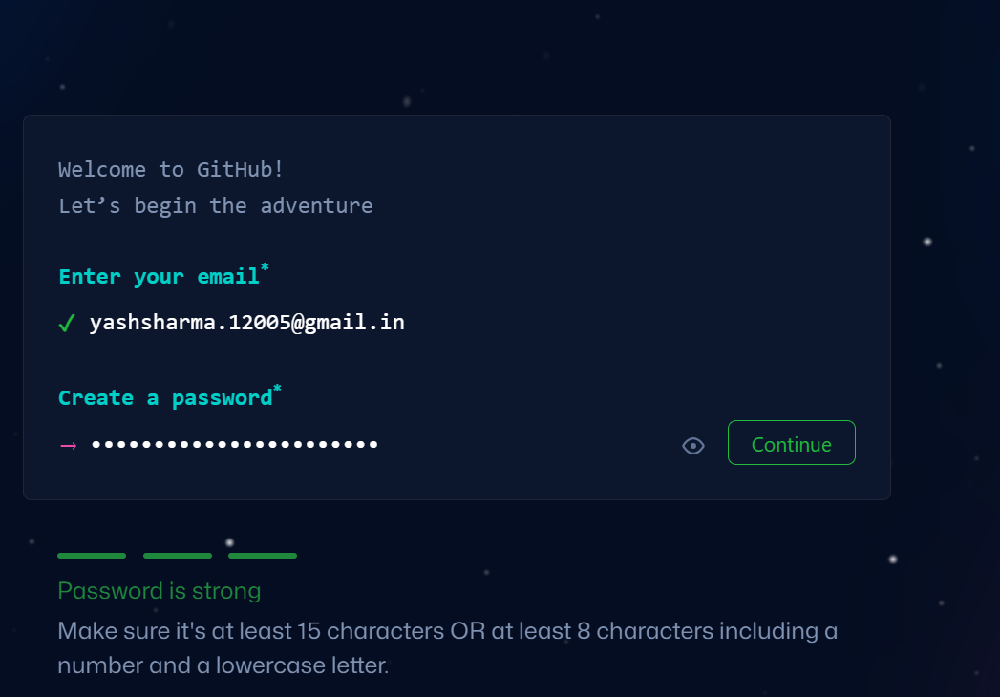 Welcome to GitHub!
Let’s begin the adventure
Enter your email*
✓ yashsharma.12005@gmail.in
Create a password*
→ •••••••••••••••••••••••
Continue
Password is strong
Make sure it's at least 15 characters OR at least 8 characters including a
number and a lowercase letter.